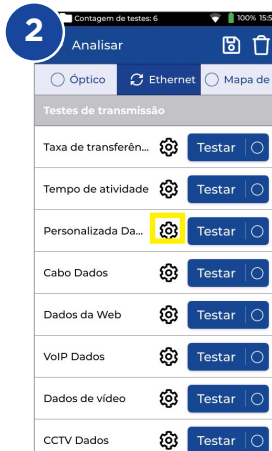 2
Contagem de testes: 6 100% 15:5
Analisar
Óptico Ethernet Mapa de
Testes de transmissão
Taxa de transferên... Testar
Tempo de atividade Testar
Personalizada Da... Testar
Cabo Dados Testar
Dados da Web Testar
VoIP Dados Testar
Dados de vídeo Testar
CCTV Dados Testar